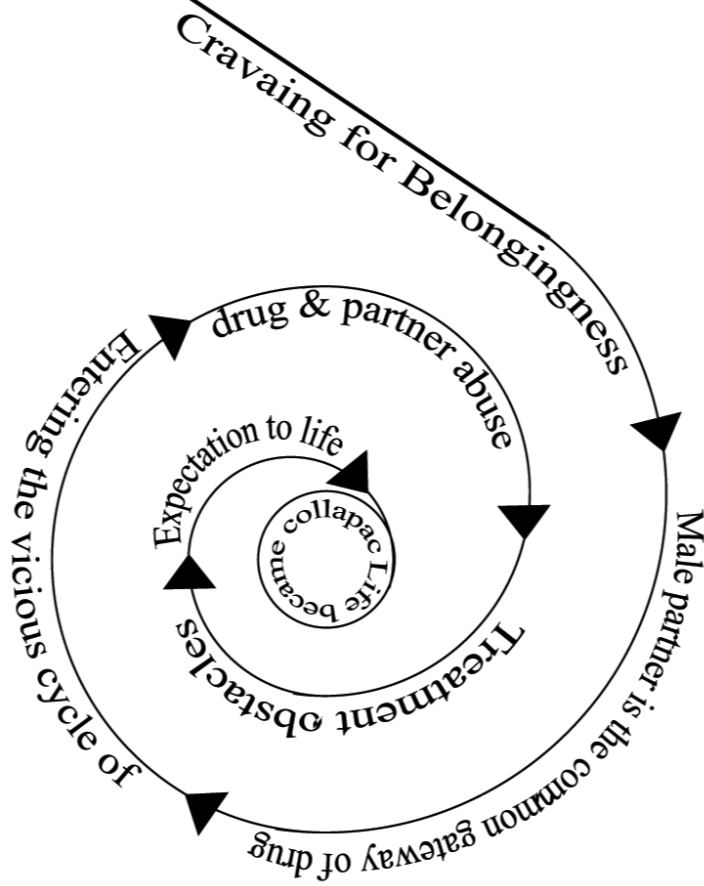 Cravaing for Belongingness
Male partner is the common gateway of drug
Entering the vicious cycle of
drug & partner abuse
Treatment obstacles
Expectation to life
Life became collapac